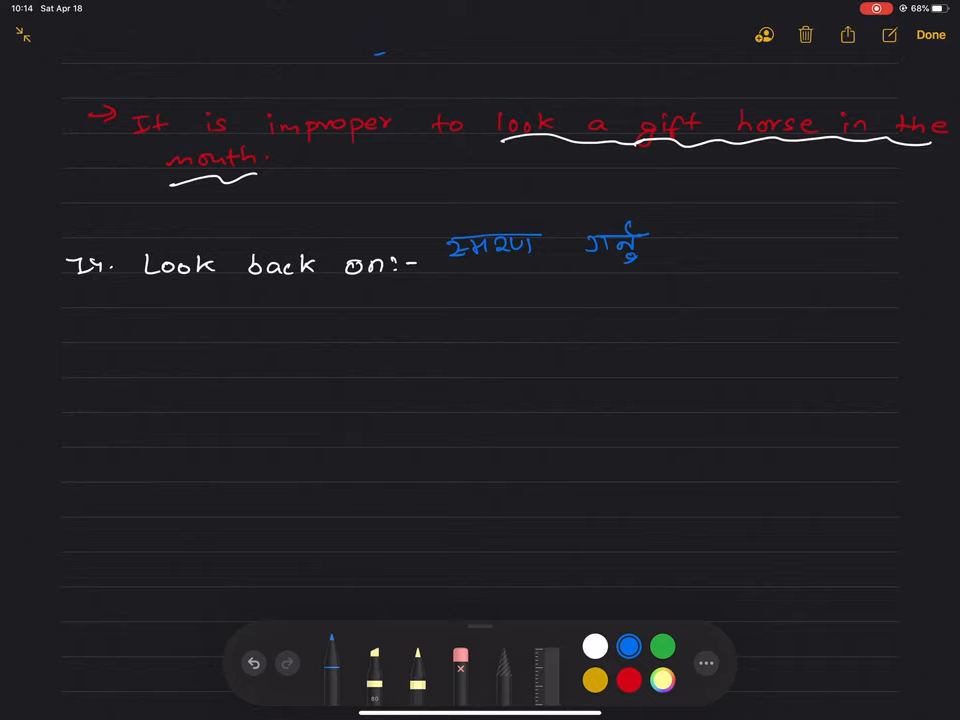 10:14 Sat Apr 18 68%
Done
→ It is improper to look a gift horse in the
mouth.
Look back on:- स्मरण गर्नु
80